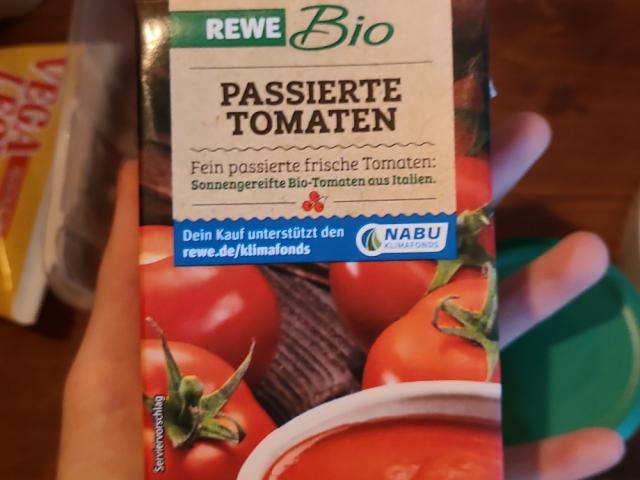 REWE Bio
PASSIERTE
TOMATEN
Fein passierte frische Tomaten:
Sonnengereifte Bio-Tomaten aus Italien.
Dein Kauf unterstützt den
rewe.de/klimafonds
NABU
KLIMAFONDS
Serviervorschlag
VEGA